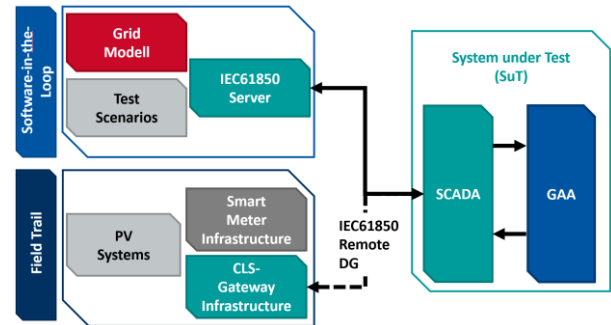 Software-in-the-
Loop
Grid
Modell
Test
Scenarios
IEC61850
Server
Field Trail
PV
Systems
Smart
Meter
Infrastructure
CLS-
Gateway
Infrastructure
IEC61850
Remote
DG
System under Test
(SuT)
SCADA
GAA